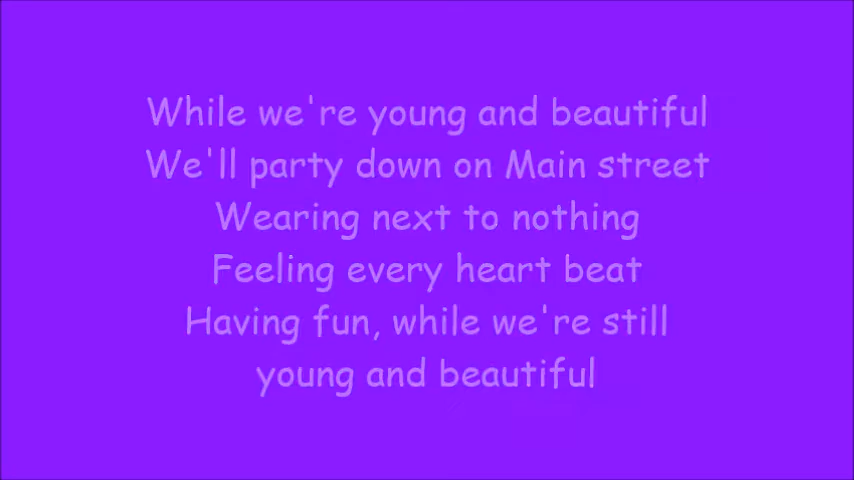 While we're young and beautiful
We'll party down on Main street
Wearing next to nothing
Feeling every heart beat
Having fun, while we're still
young and beautiful